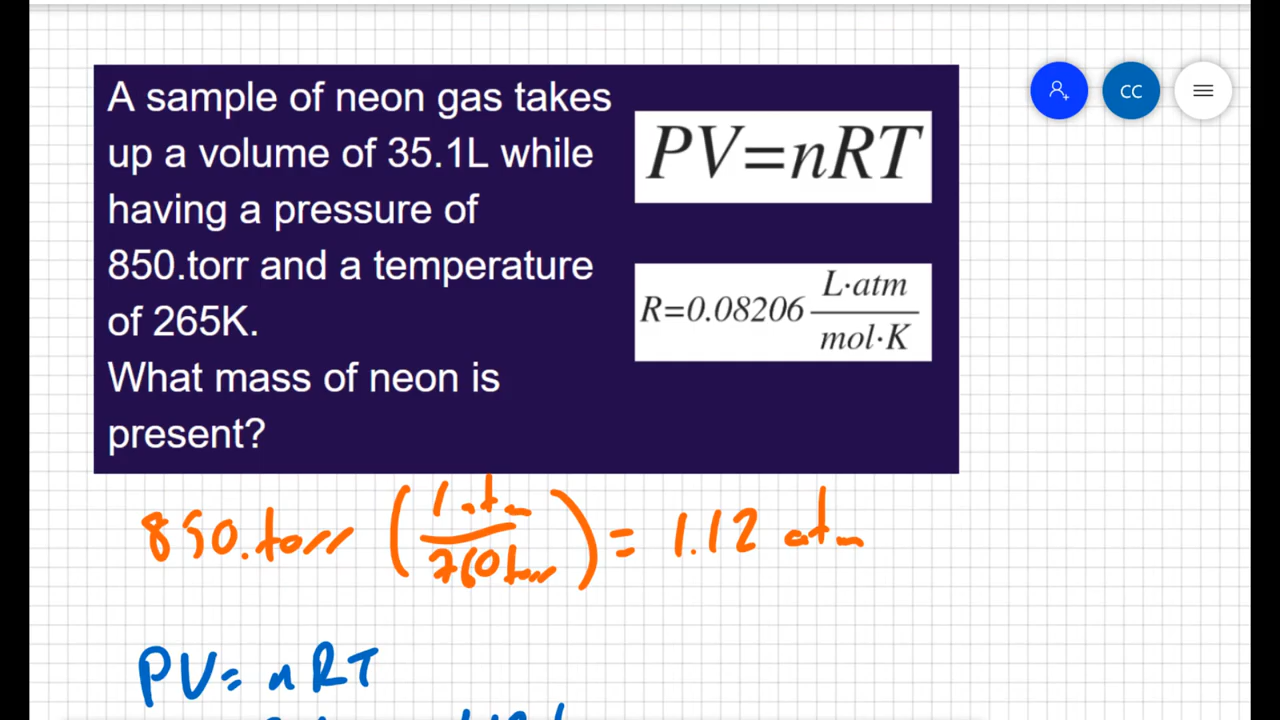 A sample of neon gas takes
up a volume of 35.1L while
having a pressure of
850.torr and a temperature
of 265K.
What mass of neon is
present?
PV=nRT
R=0.08206 L·atm
mol·K
CC
850.torr (1 atm / 760 torr) = 1.12 atm
PV= nRT